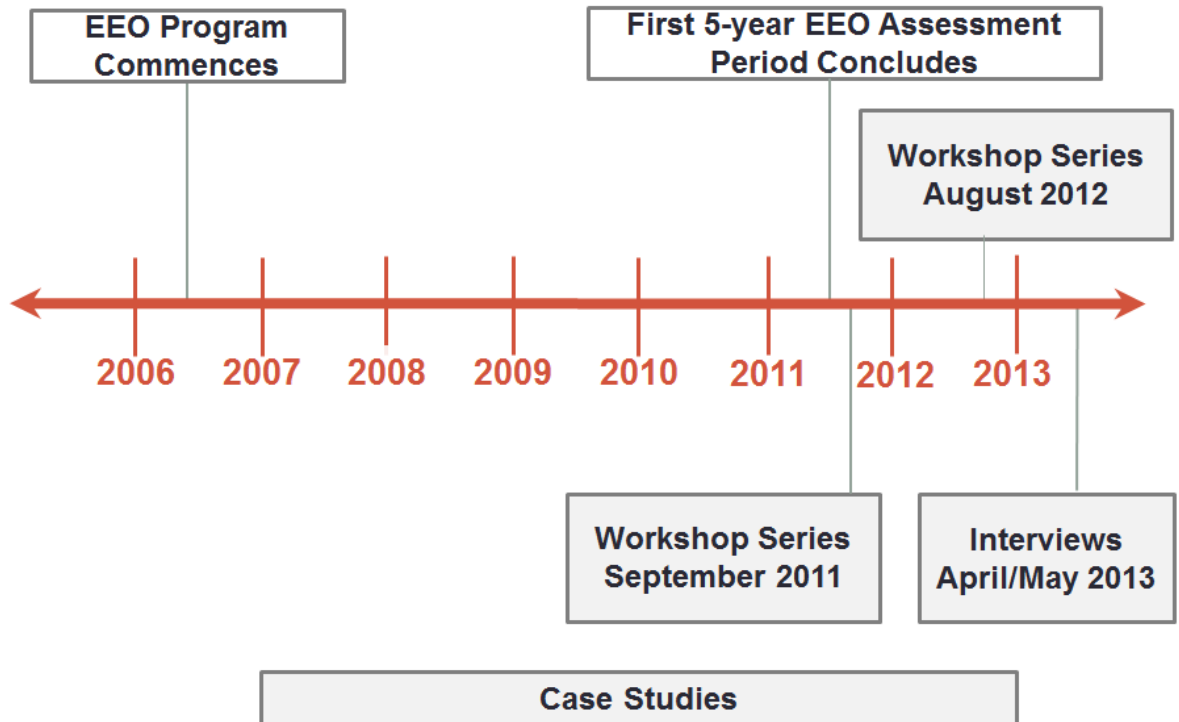 EEO Program
Commences
First 5-year EEO Assessment
Period Concludes
Workshop Series
August 2012
2006
2007
2008
2009
2010
2011
2012
2013
Workshop Series
September 2011
Interviews
April/May 2013
Case Studies